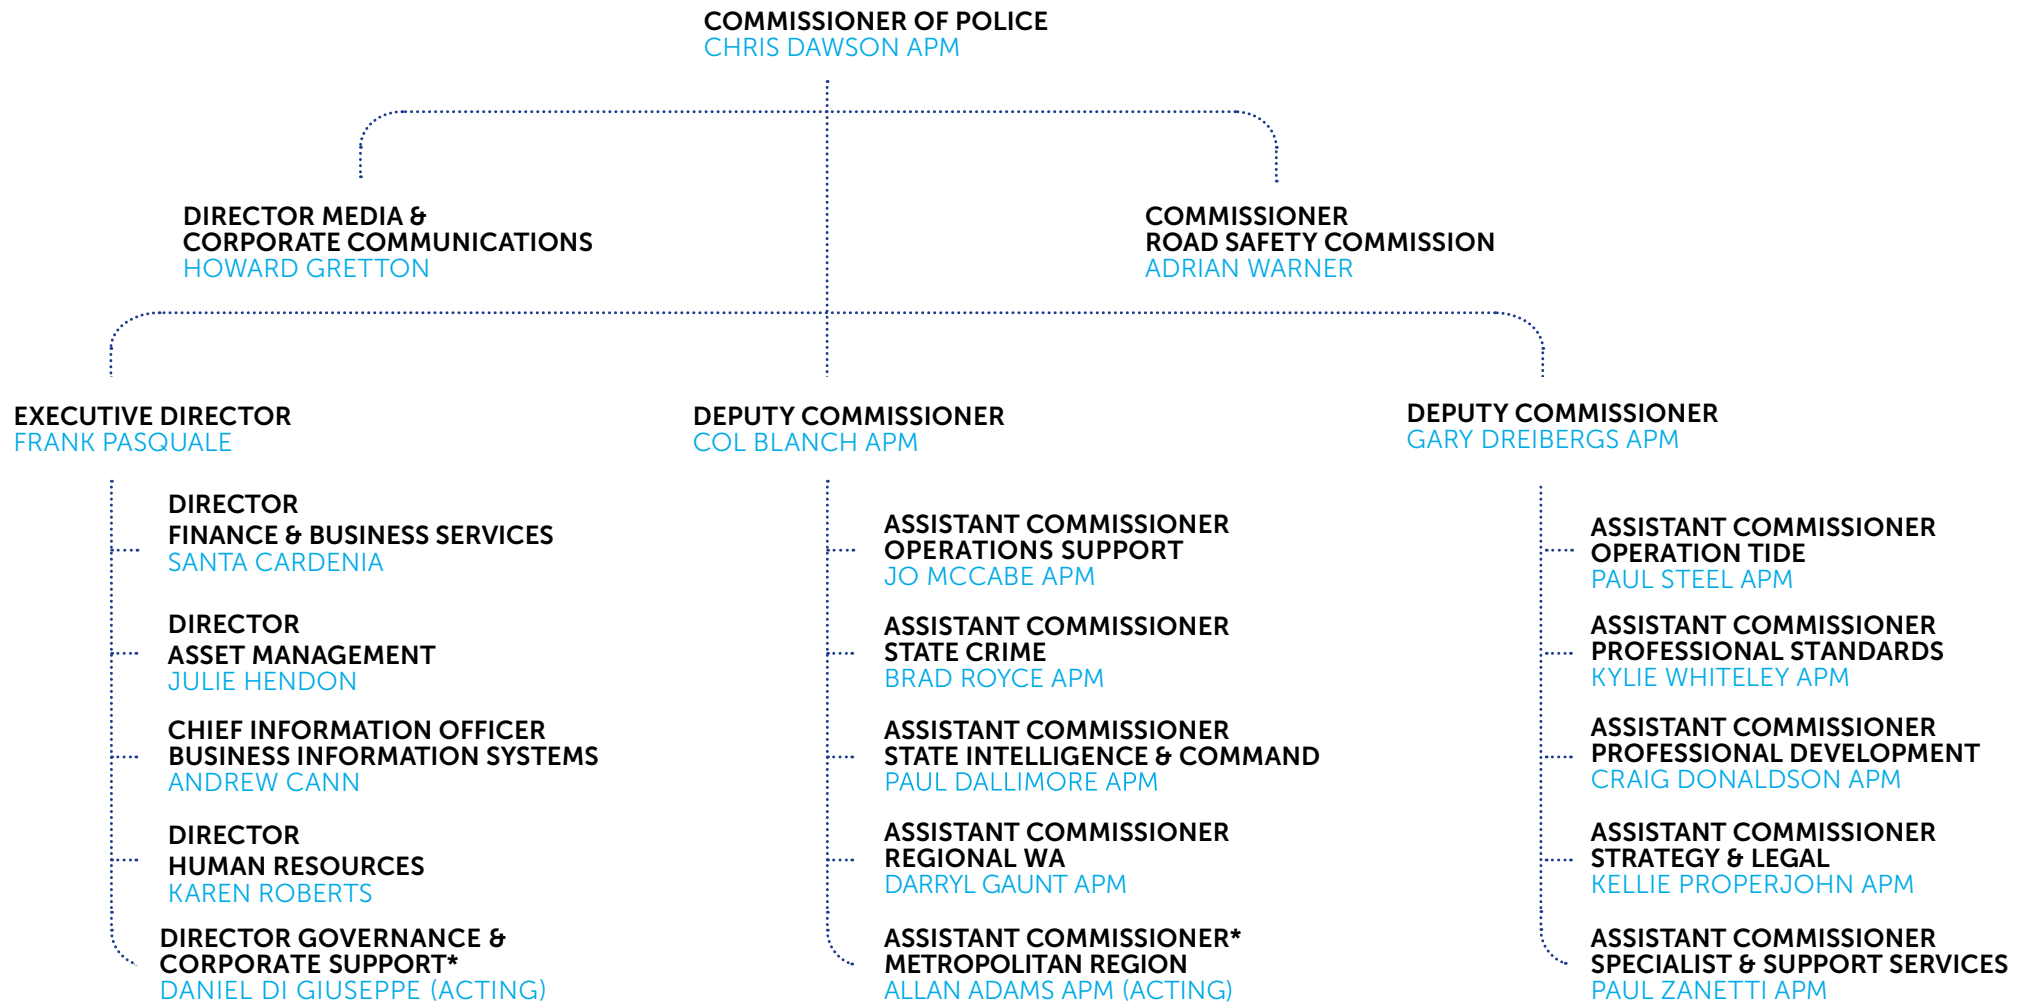 COMMISSIONER OF POLICE
CHRIS DAWSON APM
DIRECTOR MEDIA &
CORPORATE COMMUNICATIONS
HOWARD GRETTON
COMMISSIONER
ROAD SAFETY COMMISSION
ADRIAN WARNER
EXECUTIVE DIRECTOR
FRANK PASQUALE
DIRECTOR
FINANCE & BUSINESS SERVICES
SANTA CARDENIA
DIRECTOR
ASSET MANAGEMENT
JULIE HENDON
CHIEF INFORMATION OFFICER
BUSINESS INFORMATION SYSTEMS
ANDREW CANN
DIRECTOR
HUMAN RESOURCES
KAREN ROBERTS
DIRECTOR GOVERNANCE &
CORPORATE SUPPORT*
DANIEL DI GIUSEPPE (ACTING)
DEPUTY COMMISSIONER
COL BLANCH APM
ASSISTANT COMMISSIONER
OPERATIONS SUPPORT
JO MCCABE APM
ASSISTANT COMMISSIONER
STATE CRIME
BRAD ROYCE APM
ASSISTANT COMMISSIONER
STATE INTELLIGENCE & COMMAND
PAUL DALLIMORE APM
ASSISTANT COMMISSIONER
REGIONAL WA
DARRYL GAUNT APM
ASSISTANT COMMISSIONER*
METROPOLITAN REGION
ALLAN ADAMS APM (ACTING)
DEPUTY COMMISSIONER
GARY DREIBERGS APM
ASSISTANT COMMISSIONER
OPERATION TIDE
PAUL STEEL APM
ASSISTANT COMMISSIONER
PROFESSIONAL STANDARDS
KYLIE WHITELEY APM
ASSISTANT COMMISSIONER
PROFESSIONAL DEVELOPMENT
CRAIG DONALDSON APM
ASSISTANT COMMISSIONER
STRATEGY & LEGAL
KELLIE PROPERJOHN APM
ASSISTANT COMMISSIONER
SPECIALIST & SUPPORT SERVICES
PAUL ZANETTI APM